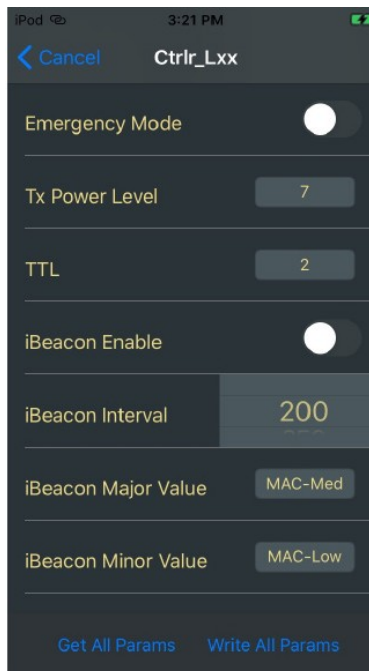 iPod 3:21 PM
Cancel Ctrlr_Lxx
Emergency Mode
Tx Power Level 7
TTL 2
iBeacon Enable
iBeacon Interval 200
iBeacon Major Value MAC-Med
iBeacon Minor Value MAC-Low
Get All Params Write All Params